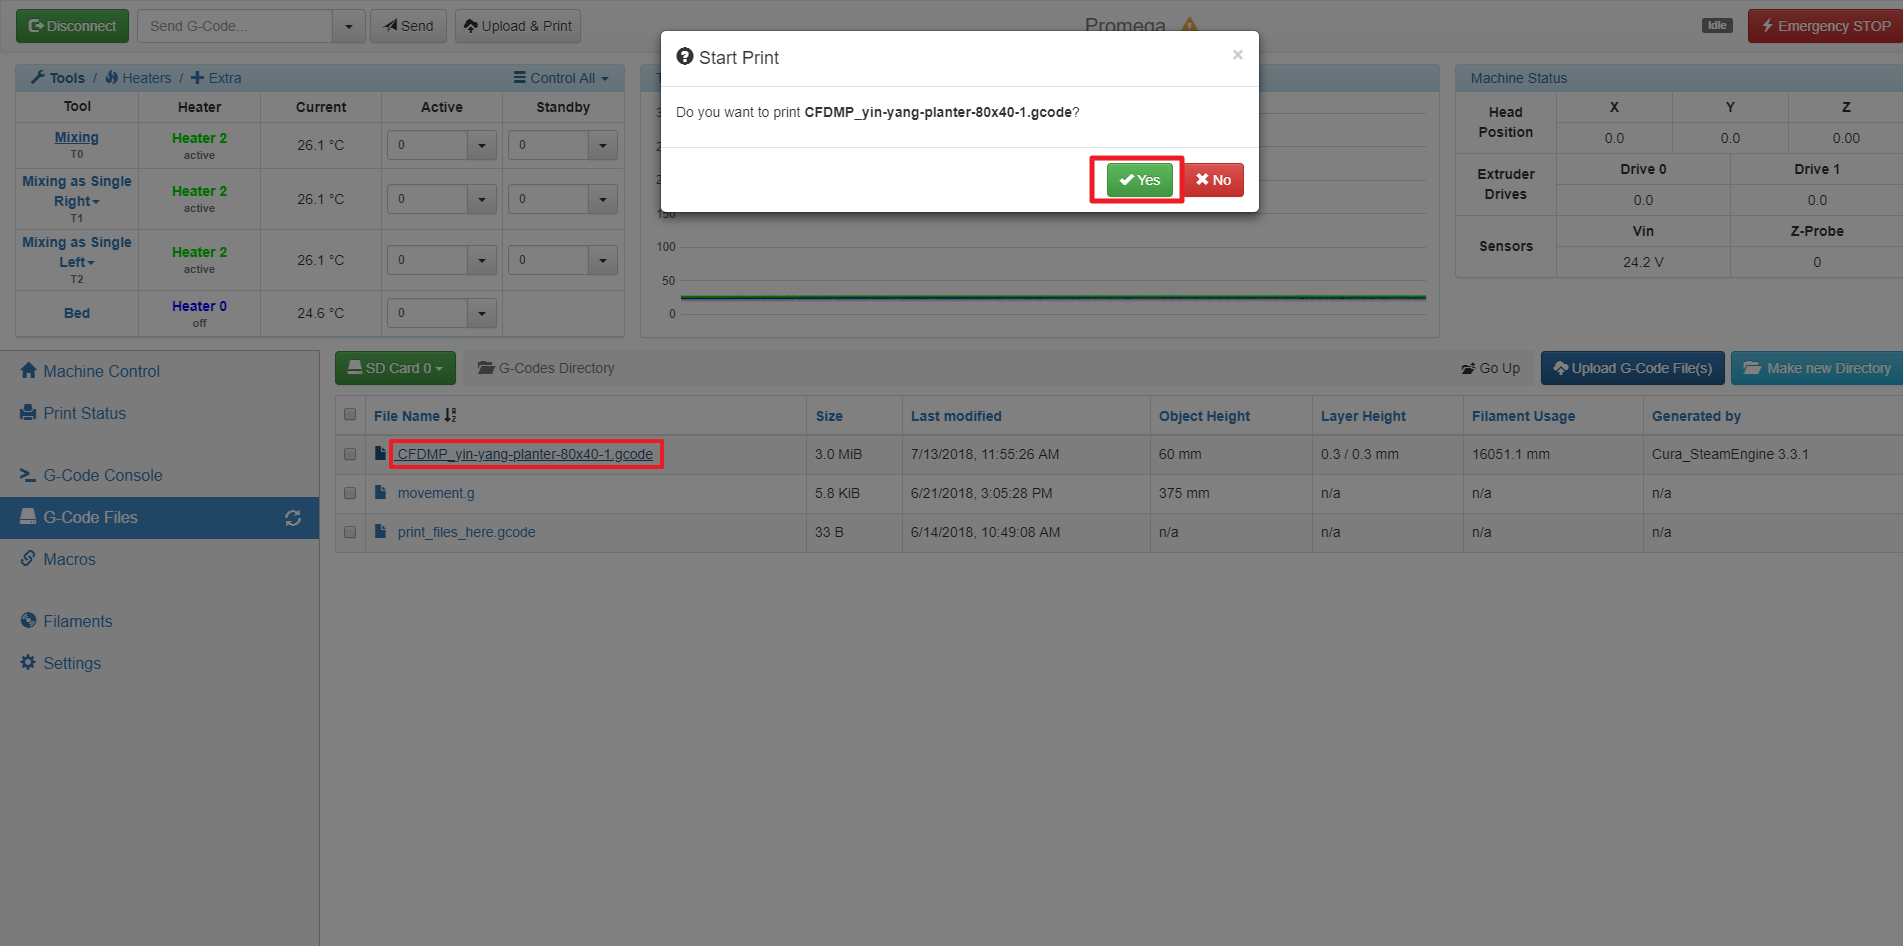 Disconnect Send G-Code... Send Upload & Print Promega Idle Emergency STOP
Start Print ×
Do you want to print CFDMP_yin-yang-planter-80x40-1.gcode?
Yes No
Tools / Heaters / Extra Control All
Tool Heater Current Active Standby
Mixing
T0
Heater 2
active
26.1 °C 0 0
Mixing as Single
Right
T1
Heater 2
active
26.1 °C 0 0
Mixing as Single
Left
T2
Heater 2
active
26.1 °C 0 0
Bed
Heater 0
off
24.6 °C 0
150
100
50
0
Machine Status
Head
Position
X Y Z
0.0 0.0 0.00
Extruder
Drives
Drive 0 Drive 1
0.0 0.0
Sensors
Vin Z-Probe
24.2 V 0
Machine Control
Print Status
G-Code Console
G-Code Files
Macros
Filaments
Settings
SD Card 0 G-Codes Directory Go Up Upload G-Code File(s) Make new Directory
File Name Size Last modified Object Height Layer Height Filament Usage Generated by
CFDMP_yin-yang-planter-80x40-1.gcode 3.0 MiB 7/13/2018, 11:55:26 AM 60 mm 0.3 / 0.3 mm 16051.1 mm Cura_SteamEngine 3.3.1
movement.g 5.8 KiB 6/21/2018, 3:05:28 PM 375 mm n/a n/a n/a
print_files_here.gcode 33 B 6/14/2018, 10:49:08 AM n/a n/a n/a n/a